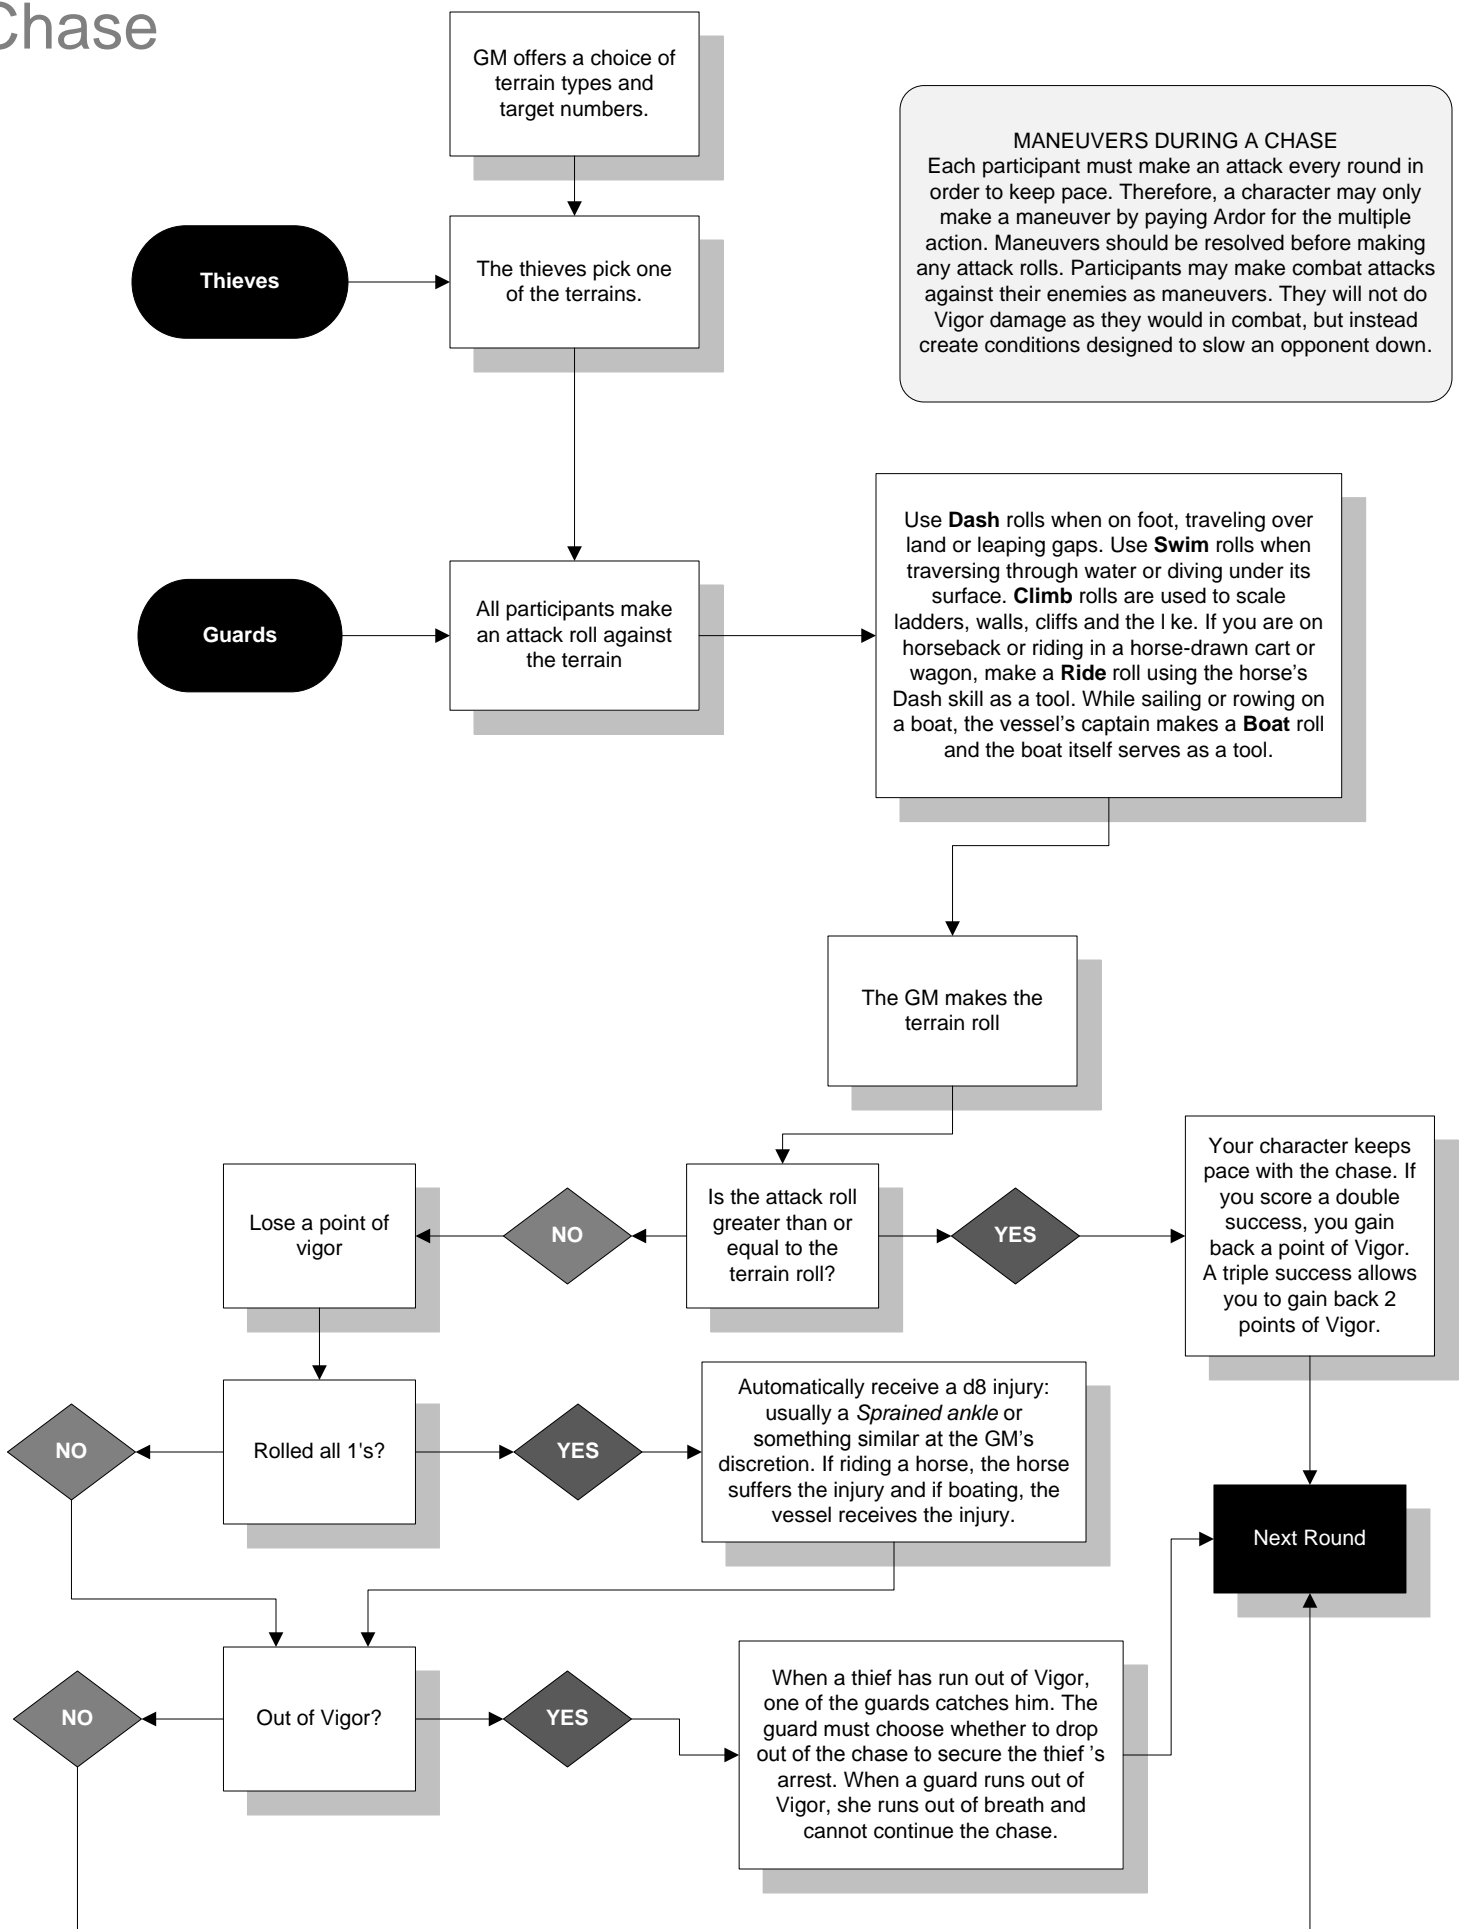 Chase
GM offers a choice of
terrain types and
target numbers.
MANEUVERS DURING A CHASE
Each participant must make an attack every round in
order to keep pace. Therefore, a character may only
make a maneuver by paying Ardor for the multiple
action. Maneuvers should be resolved before making
any attack rolls. Participants may make combat attacks
against their enemies as maneuvers. They will not do
Vigor damage as they would in combat, but instead
create conditions designed to slow an opponent down.
Thieves
The thieves pick one
of the terrains.
Guards
All participants make
an attack roll against
the terrain
Use Dash rolls when on foot, traveling over
land or leaping gaps. Use Swim rolls when
traversing through water or diving under its
surface. Climb rolls are used to scale
ladders, walls, cliffs and the l ke. If you are on
horseback or riding in a horse-drawn cart or
wagon, make a Ride roll using the horse's
Dash skill as a tool. While sailing or rowing on
a boat, the vessel's captain makes a Boat roll
and the boat itself serves as a tool.
The GM makes the
terrain roll
Lose a point of
vigor
NO
Is the attack roll
greater than or
equal to the
terrain roll?
YES
Your character keeps
pace with the chase. If
you score a double
success, you gain
back a point of Vigor.
A triple success allows
you to gain back 2
points of Vigor.
NO
Rolled all 1's?
YES
Automatically receive a d8 injury:
usually a Sprained ankle or
something similar at the GM's
discretion. If riding a horse, the horse
suffers the injury and if boating, the
vessel receives the injury.
Next Round
NO
Out of Vigor?
YES
When a thief has run out of Vigor,
one of the guards catches him. The
guard must choose whether to drop
out of the chase to secure the thief 's
arrest. When a guard runs out of
Vigor, she runs out of breath and
cannot continue the chase.